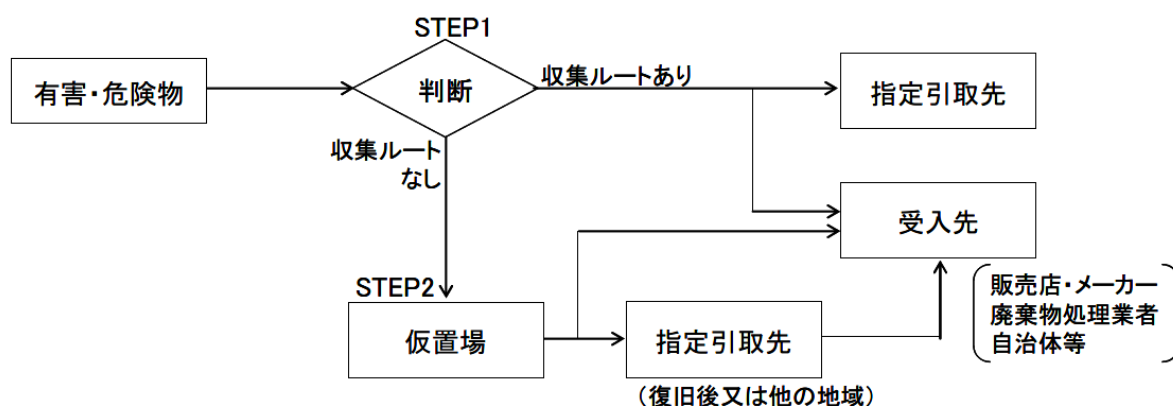 STEP1
有害・危険物
判断
収集ルートあり
指定引取先
収集ルート
なし
受入先
STEP2
仮置場
指定引取先
販売店・メーカー
廃棄物処理業者
自治体等
（復旧後又は他の地域）